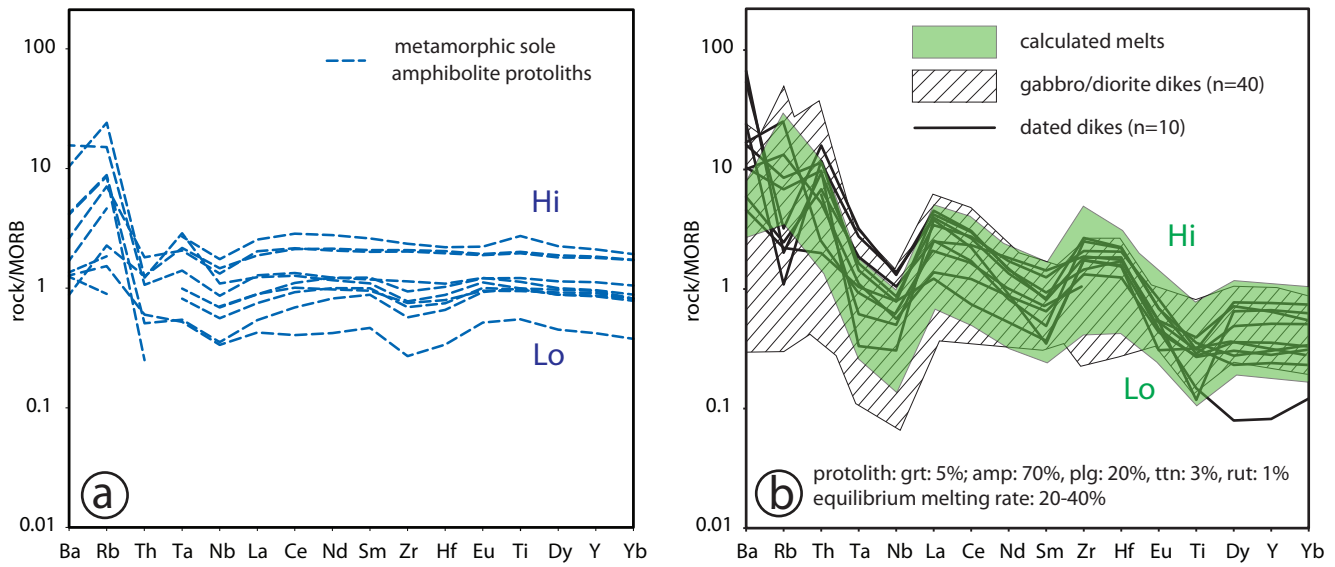 100
10
1
0.1
0.01
rock/MORB
metamorphic sole
amphibolite protoliths
Hi
Lo
a
Ba Rb Th Ta Nb La Ce Nd Sm Zr Hf Eu Ti Dy Y Yb
100
10
1
0.1
0.01
rock/MORB
calculated melts
gabbro/diorite dikes (n=40)
dated dikes (n=10)
Hi
Lo
b
protolith: grt: 5%; amp: 70%, plg: 20%, ttn: 3%, rut: 1%
equilibrium melting rate: 20-40%
Ba Rb Th Ta Nb La Ce Nd Sm Zr Hf Eu Ti Dy Y Yb